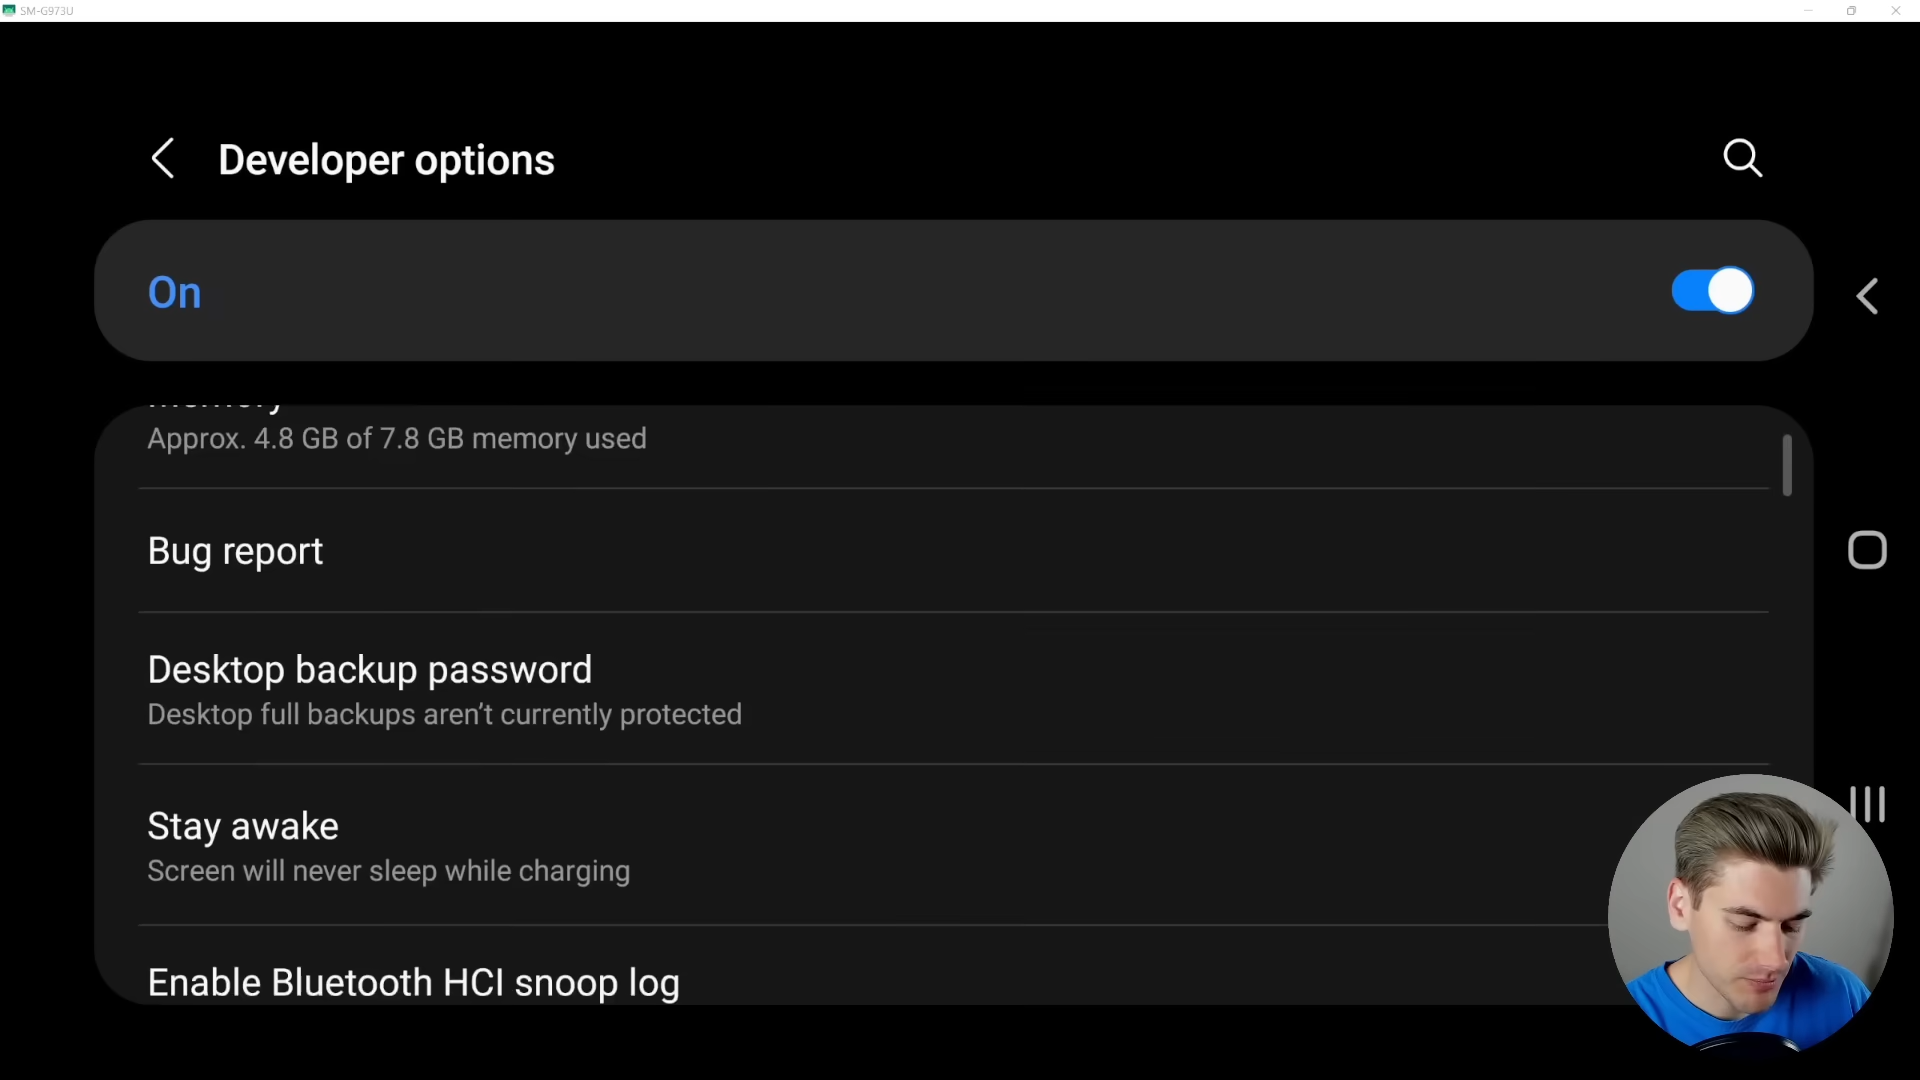 SM-G973U
Developer options
On
Approx. 4.8 GB of 7.8 GB memory used
Bug report
Desktop backup password
Desktop full backups aren't currently protected
Stay awake
Screen will never sleep while charging
Enable Bluetooth HCI snoop log